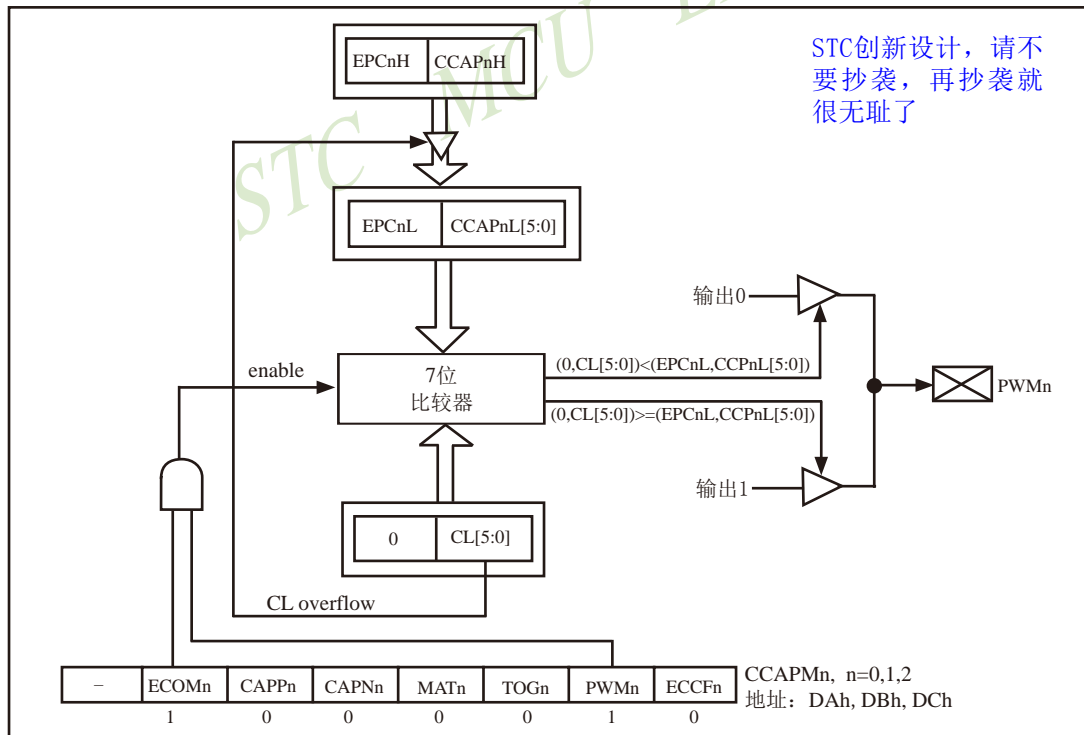 STC MCU
EPCnH CCAPnH
STC创新设计，请不
要抄袭，再抄袭就
很无耻了
EPCnL CCAPnL[5:0]
输出0
enable
7位
比较器
(0,CL[5:0])<(EPCnL,CCPnL[5:0])
(0,CL[5:0])>=(EPCnL,CCPnL[5:0])
PWMn
输出1
0 CL[5:0]
CL overflow
– ECOMn CAPPn CAPNn MATn TOGn PWMn ECCFn
CCAPMn, n=0,1,2
地址：DAh, DBh, DCh
1 0 0 0 0 1 0